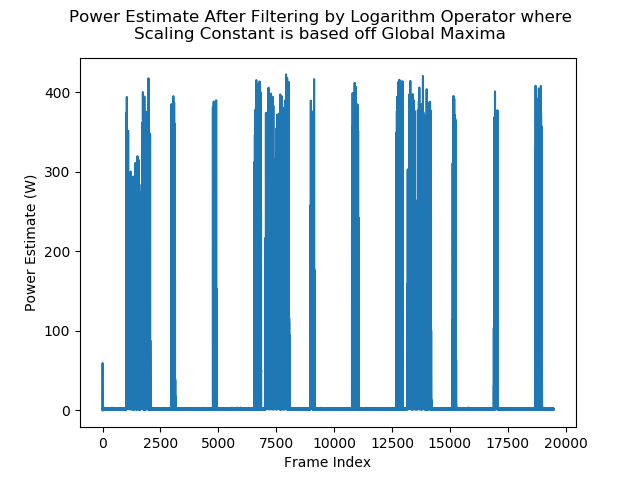 Power Estimate After Filtering by Logarithm Operator where
Scaling Constant is based off Global Maxima
400
300
200
100
0
Power Estimate (W)
0 2500 5000 7500 10000 12500 15000 17500 20000
Frame Index